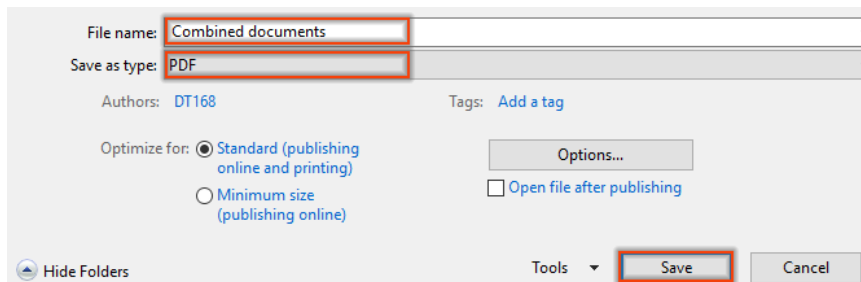 File name: Combined documents
Save as type: PDF
Authors: DT168 Tags: Add a tag
Optimize for: Standard (publishing
online and printing)
Minimum size
(publishing online)
Options...
Open file after publishing
Hide Folders Tools Save Cancel